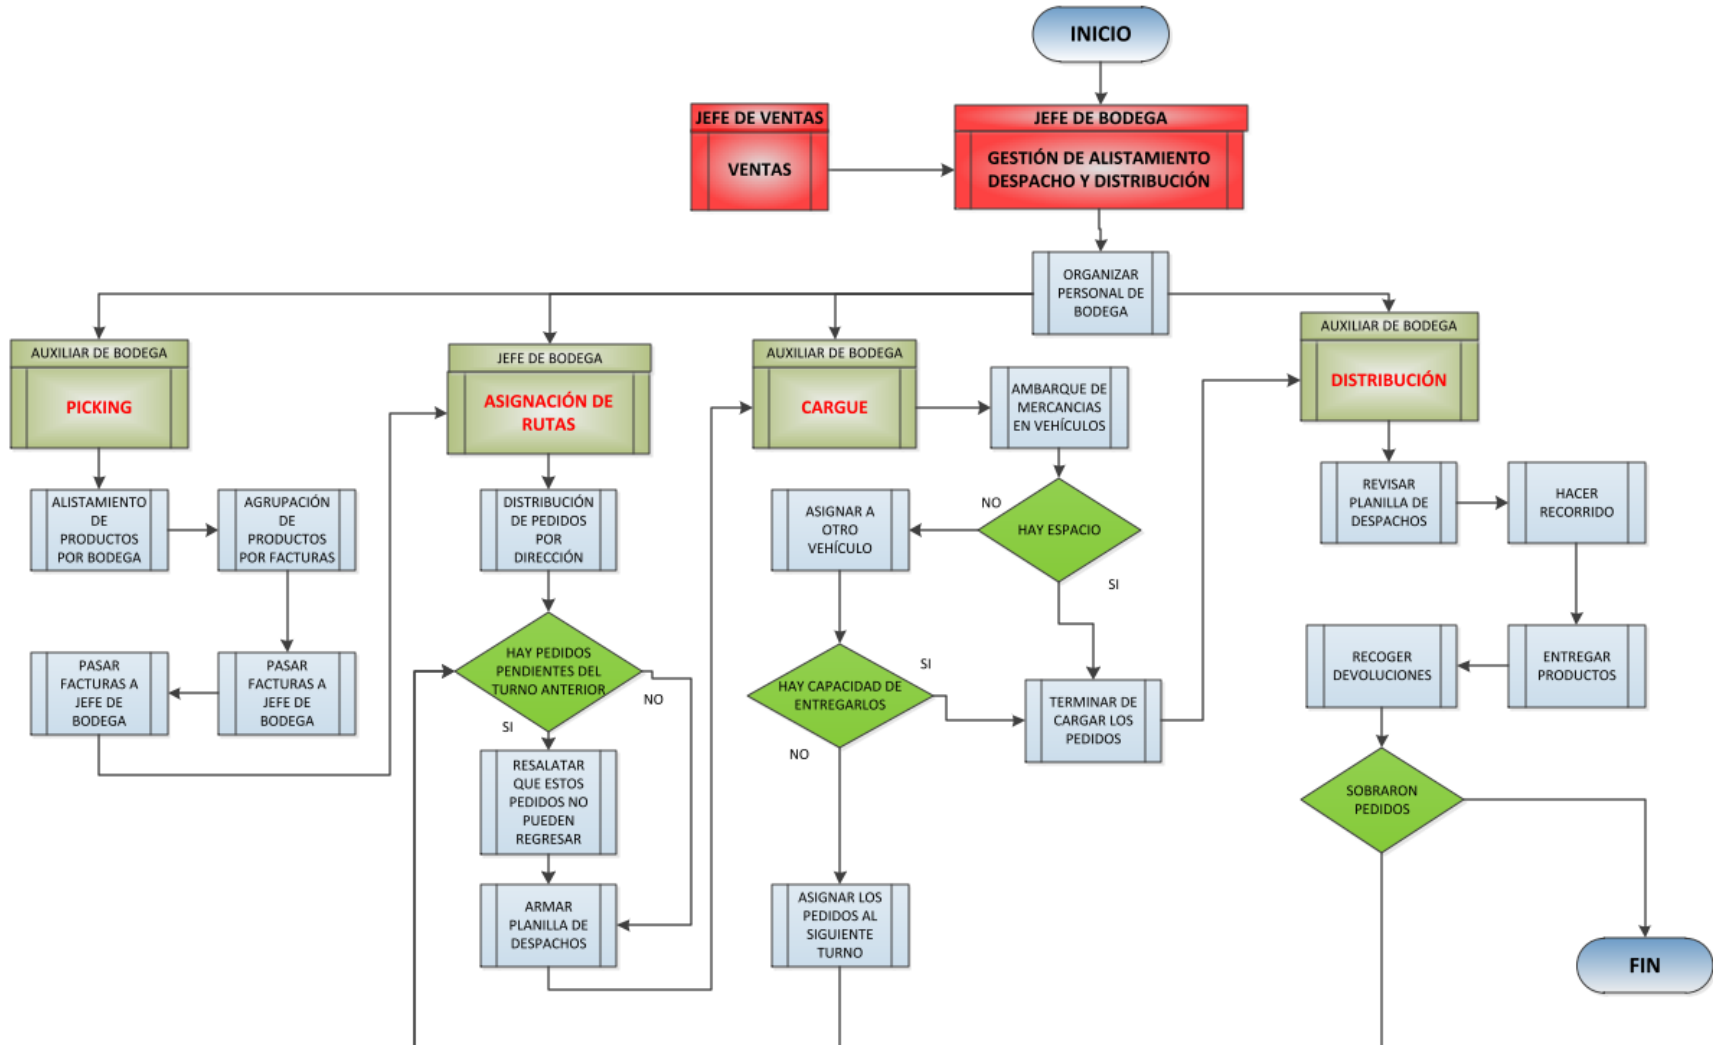 INICIO
JEFE DE VENTAS
VENTAS
JEFE DE BODEGA
GESTIÓN DE ALISTAMIENTO
DESPACHO Y DISTRIBUCIÓN
ORGANIZAR
PERSONAL DE
BODEGA
AUXILIAR DE BODEGA
PICKING
ALISTAMIENTO
DE
PRODUCTOS
POR BODEGA
AGRUPACIÓN
DE
PRODUCTOS
POR FACTURAS
PASAR
FACTURAS A
JEFE DE
BODEGA
PASAR
FACTURAS A
JEFE DE
BODEGA
JEFE DE BODEGA
ASIGNACIÓN DE
RUTAS
DISTRIBUCIÓN
DE PEDIDOS
POR
DIRECCIÓN
HAY PEDIDOS
PENDIENTES DEL
TURNO ANTERIOR
NO
SI
RESALATAR
QUE ESTOS
PEDIDOS NO
PUEDEN
REGRESAR
ARMAR
PLANILLA DE
DESPACHOS
AUXILIAR DE BODEGA
CARGUE
AMBARQUE DE
MERCANCIAS
EN VEHÍCULOS
HAY ESPACIO
NO
SI
ASIGNAR A
OTRO
VEHÍCULO
HAY CAPACIDAD DE
ENTREGARLOS
SI
NO
TERMINAR DE
CARGAR LOS
PEDIDOS
ASIGNAR LOS
PEDIDOS AL
SIGUIENTE
TURNO
AUXILIAR DE BODEGA
DISTRIBUCIÓN
REVISAR
PLANILLA DE
DESPACHOS
HACER
RECORRIDO
ENTREGAR
PRODUCTOS
RECOGER
DEVOLUCIONES
SOBRARON
PEDIDOS
FIN